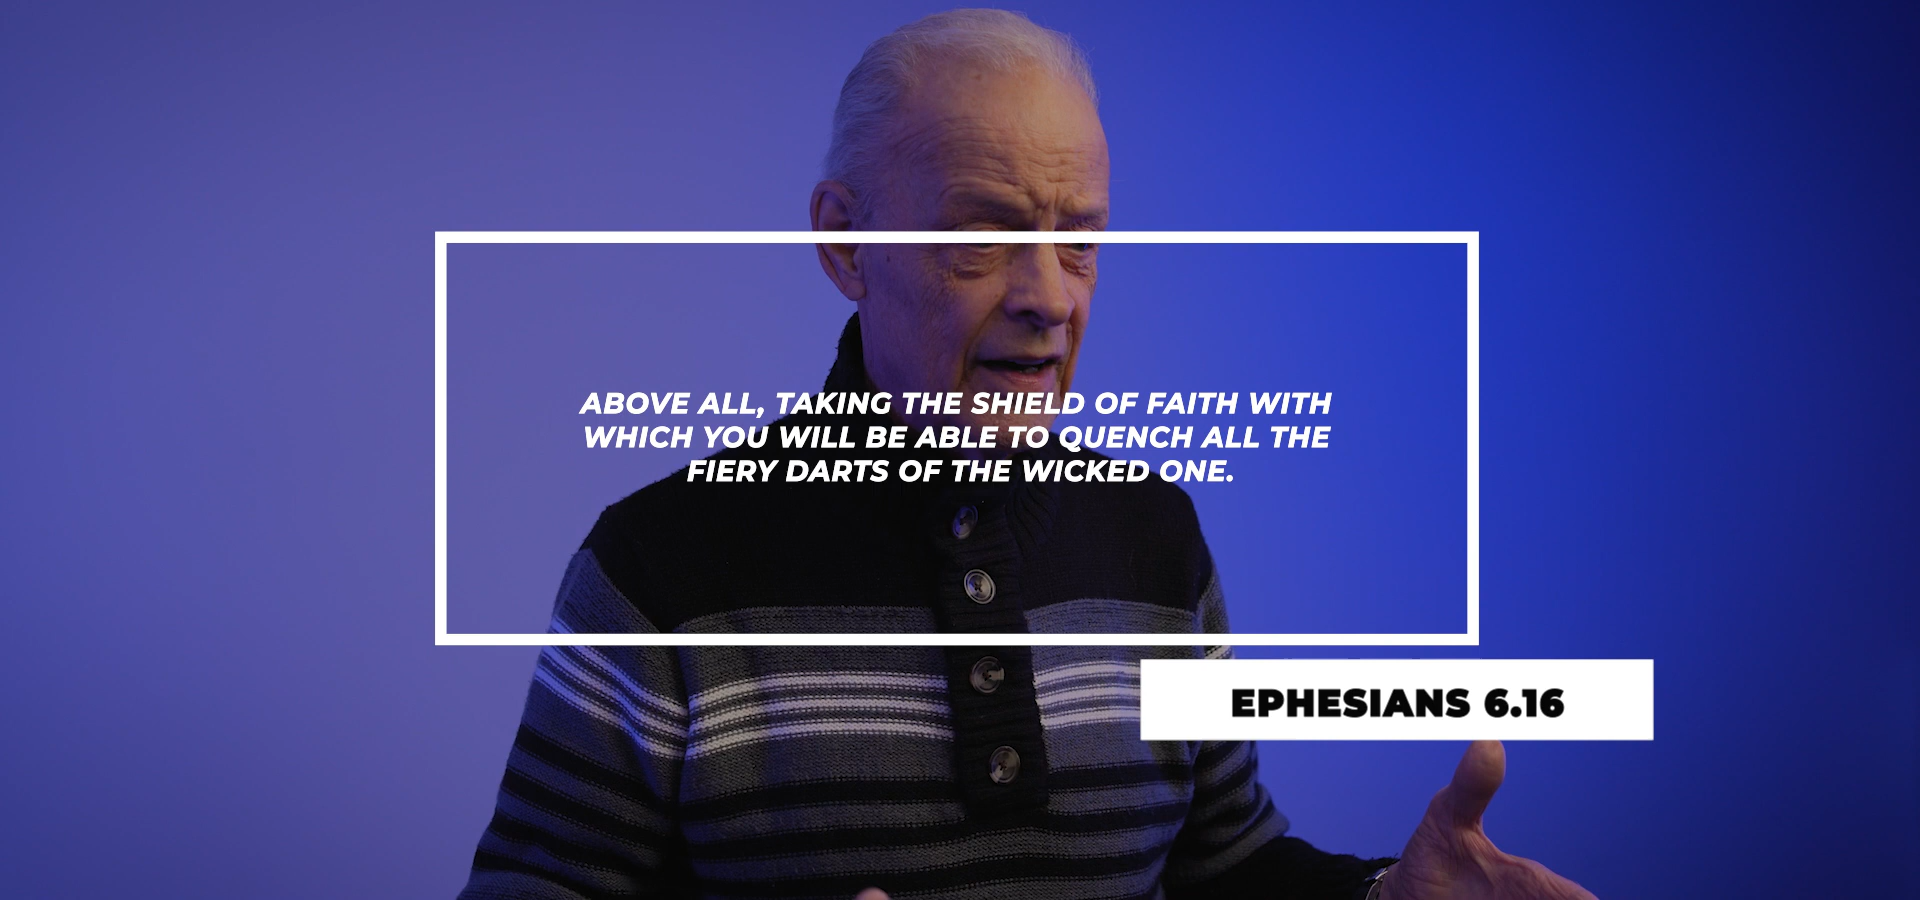 ABOVE ALL, TAKING THE SHIELD OF FAITH WITH
WHICH YOU WILL BE ABLE TO QUENCH ALL THE
FIERY DARTS OF THE WICKED ONE.
EPHESIANS 6.16